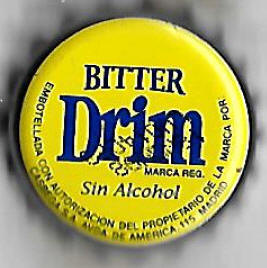 BITTER
Drim
MARCA REG.
Sin Alcohol
EMBOTELLADA CON AUTORIZACION DEL PROPIETARIO DE LA MARCA POR:
S.A. AVDA. DE AMERICA, 115 MADRID